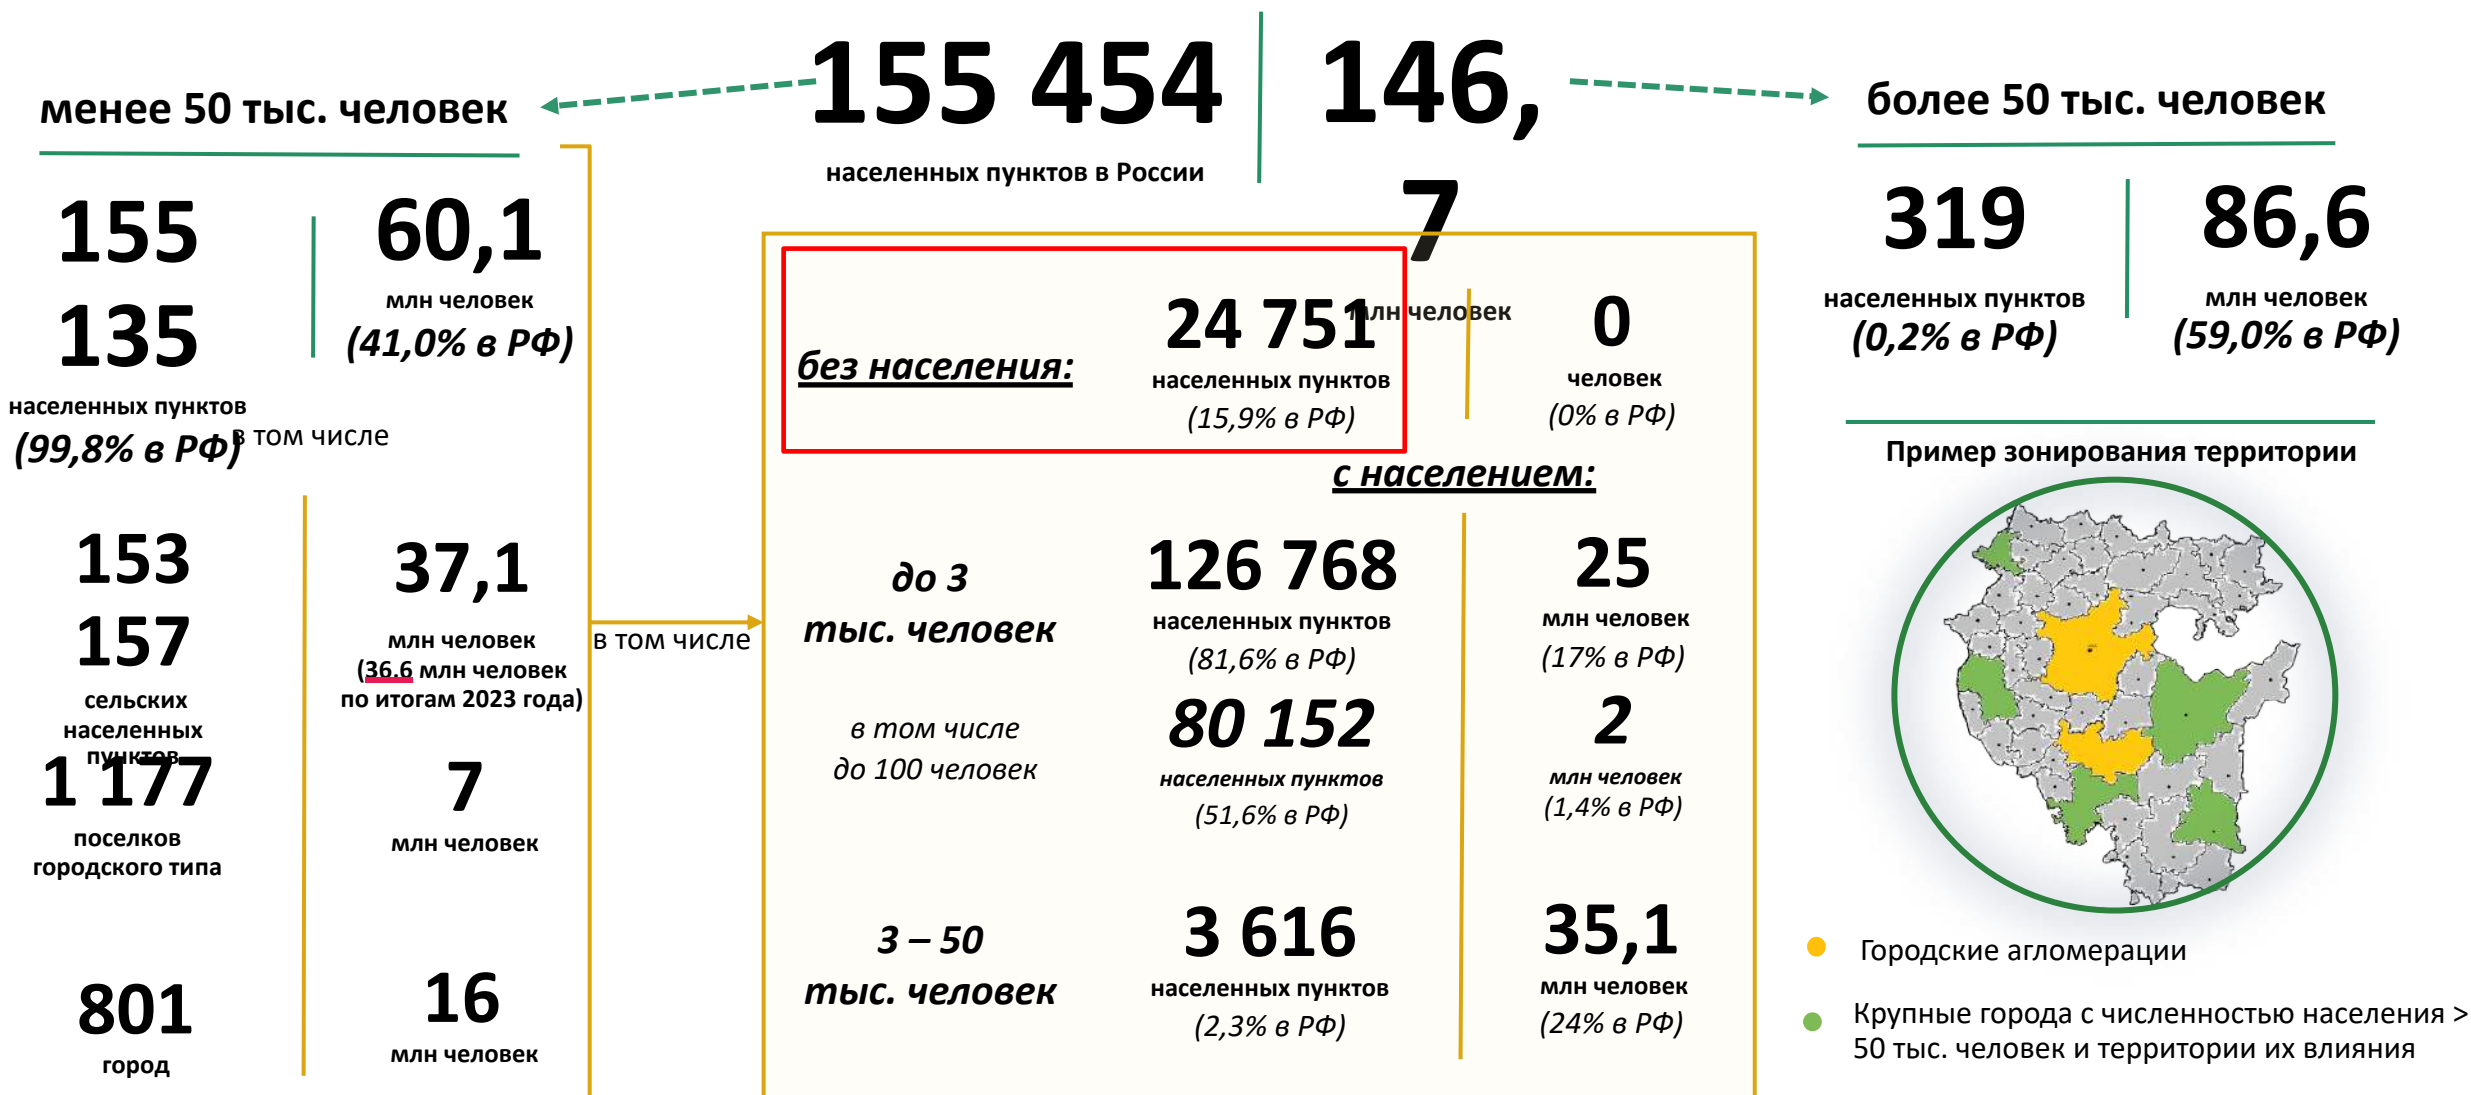 155 454
населенных пунктов в России
146,
7
млн человек
менее 50 тыс. человек
155
135
населенных пунктов
(99,8% в РФ)
60,1
млн человек
(41,0% в РФ)
в том числе
153
157
сельских
населенных
пунктов
37,1
млн человек
(36.6 млн человек
по итогам 2023 года)
1 177
поселков
городского типа
7
млн человек
801
город
16
млн человек
в том числе
без населения:
24 751
населенных пунктов
(15,9% в РФ)
0
человек
(0% в РФ)
с населением:
до 3
тыс. человек
126 768
населенных пунктов
(81,6% в РФ)
25
млн человек
(17% в РФ)
в том числе
до 100 человек
80 152
населенных пунктов
(51,6% в РФ)
2
млн человек
(1,4% в РФ)
3 – 50
тыс. человек
3 616
населенных пунктов
(2,3% в РФ)
35,1
млн человек
(24% в РФ)
более 50 тыс. человек
319
населенных пунктов
(0,2% в РФ)
86,6
млн человек
(59,0% в РФ)
Пример зонирования территории
Городские агломерации
Крупные города с численностью населения >
50 тыс. человек и территории их влияния